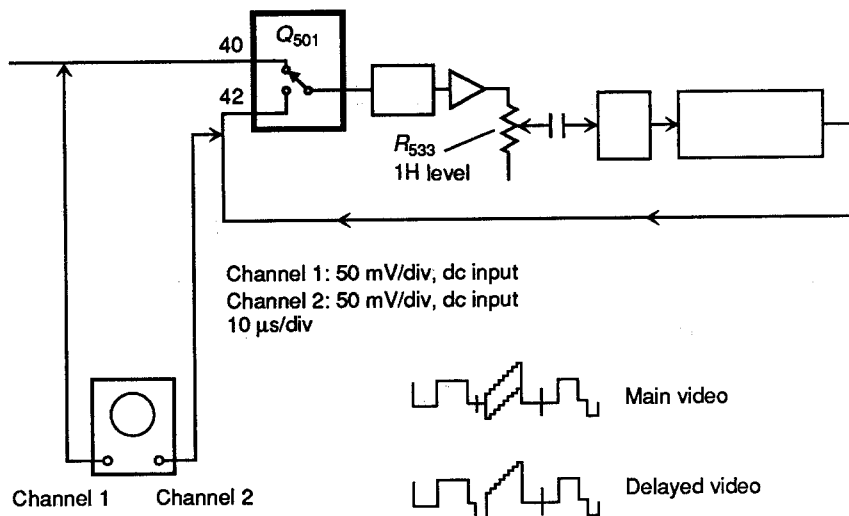 Q501
40
42
R533
1H level
Channel 1: 50 mV/div, dc input
Channel 2: 50 mV/div, dc input
10 μs/div
Main video
Delayed video
Channel 1
Channel 2